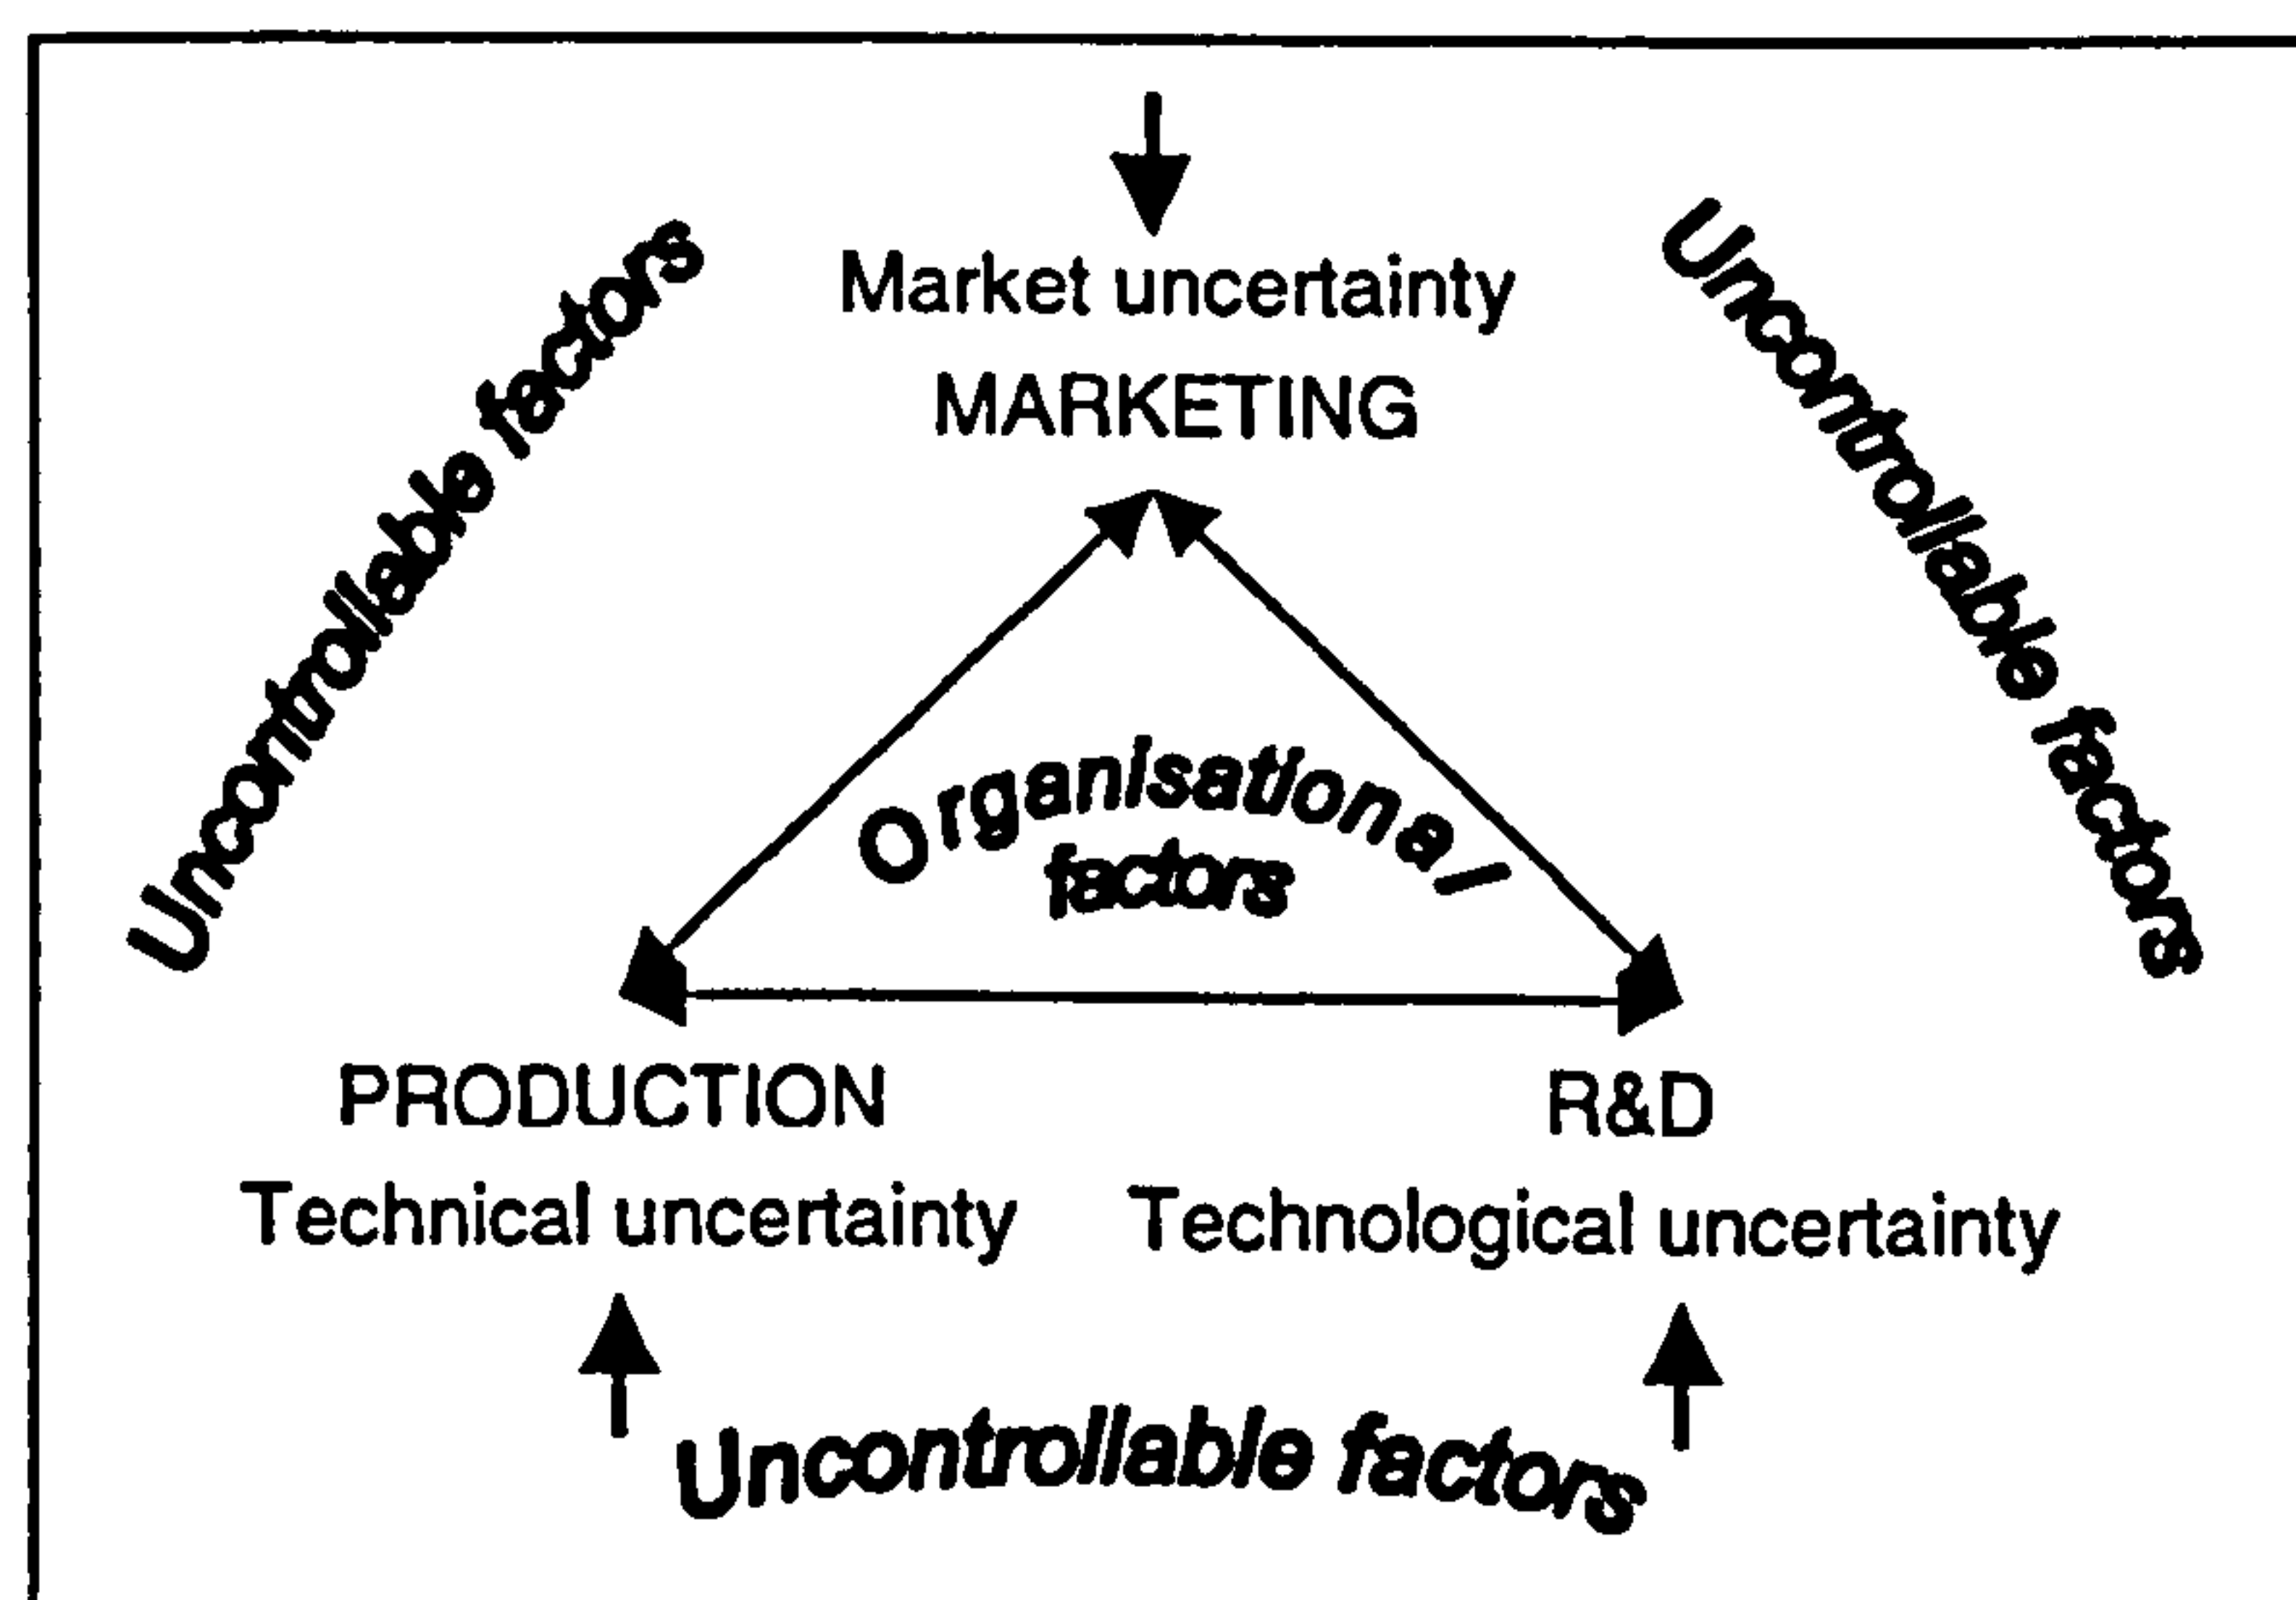 Market uncertainty
MARKETING
Uncontrollable factors
Uncontrollable factors
Organisational
factors
PRODUCTION
R&D
Technical uncertainty
Technological uncertainty
Uncontrollable factors